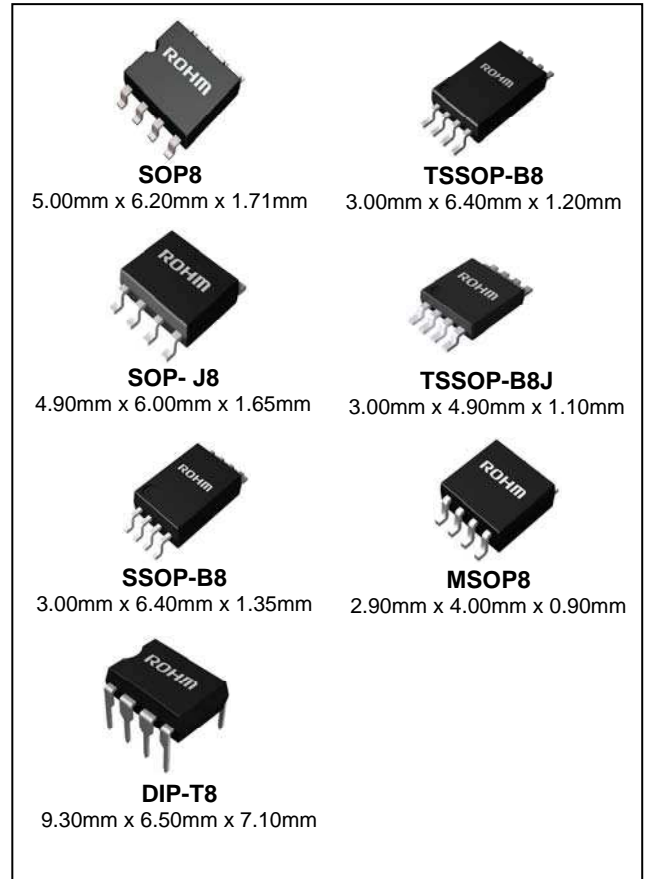 ROHM
SOP8
5.00mm x 6.20mm x 1.71mm
ROHM
TSSOP-B8
3.00mm x 6.40mm x 1.20mm
ROHM
SOP- J8
4.90mm x 6.00mm x 1.65mm
ROHM
TSSOP-B8J
3.00mm x 4.90mm x 1.10mm
ROHM
SSOP-B8
3.00mm x 6.40mm x 1.35mm
ROHM
MSOP8
2.90mm x 4.00mm x 0.90mm
ROHM
DIP-T8
9.30mm x 6.50mm x 7.10mm